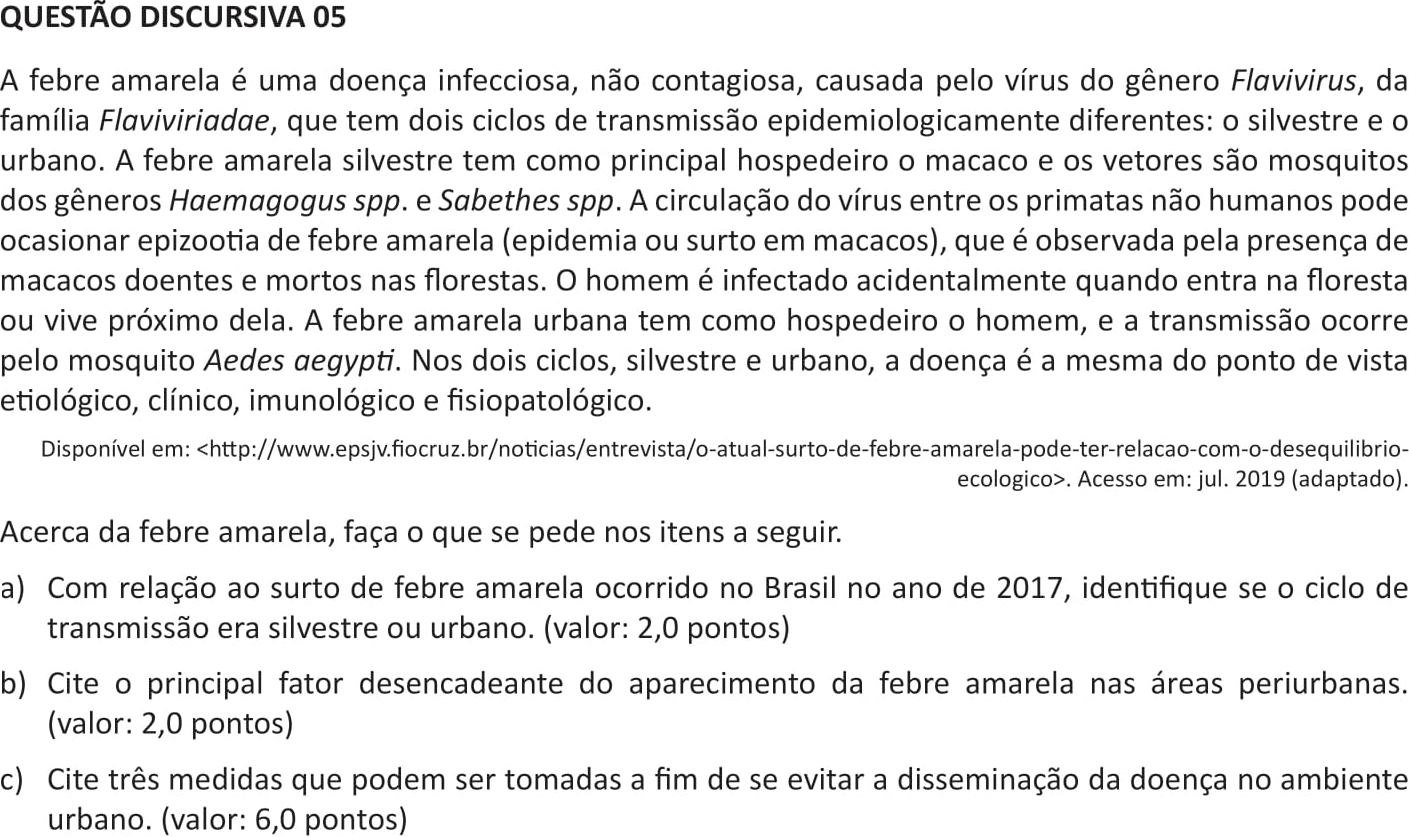 QUESTÃO DISCURSIVA 05
A febre amarela é uma doença infecciosa, não contagiosa, causada pelo vírus do gênero Flavivirus, da
família Flaviviriadae, que tem dois ciclos de transmissão epidemiologicamente diferentes: o silvestre e o
urbano. A febre amarela silvestre tem como principal hospedeiro o macaco e os vetores são mosquitos
dos gêneros Haemagogus spp. e Sabethes spp. A circulação do vírus entre os primatas não humanos pode
ocasionar epizootia de febre amarela (epidemia ou surto em macacos), que é observada pela presença de
macacos doentes e mortos nas florestas. O homem é infectado acidentalmente quando entra na floresta
ou vive próximo dela. A febre amarela urbana tem como hospedeiro o homem, e a transmissão ocorre
pelo mosquito Aedes aegypti. Nos dois ciclos, silvestre e urbano, a doença é a mesma do ponto de vista
etiológico, clínico, imunológico e fisiopatológico.
Disponível em: <http://www.epsjv.fiocruz.br/noticias/entrevista/o-atual-surto-de-febre-amarela-pode-ter-relacao-com-o-desequilibrio-
ecologico>. Acesso em: jul. 2019 (adaptado).
Acerca da febre amarela, faça o que se pede nos itens a seguir.
a) Com relação ao surto de febre amarela ocorrido no Brasil no ano de 2017, identifique se o ciclo de
transmissão era silvestre ou urbano. (valor: 2,0 pontos)
b) Cite o principal fator desencadeante do aparecimento da febre amarela nas áreas periurbanas.
(valor: 2,0 pontos)
c) Cite três medidas que podem ser tomadas a fim de se evitar a disseminação da doença no ambiente
urbano. (valor: 6,0 pontos)